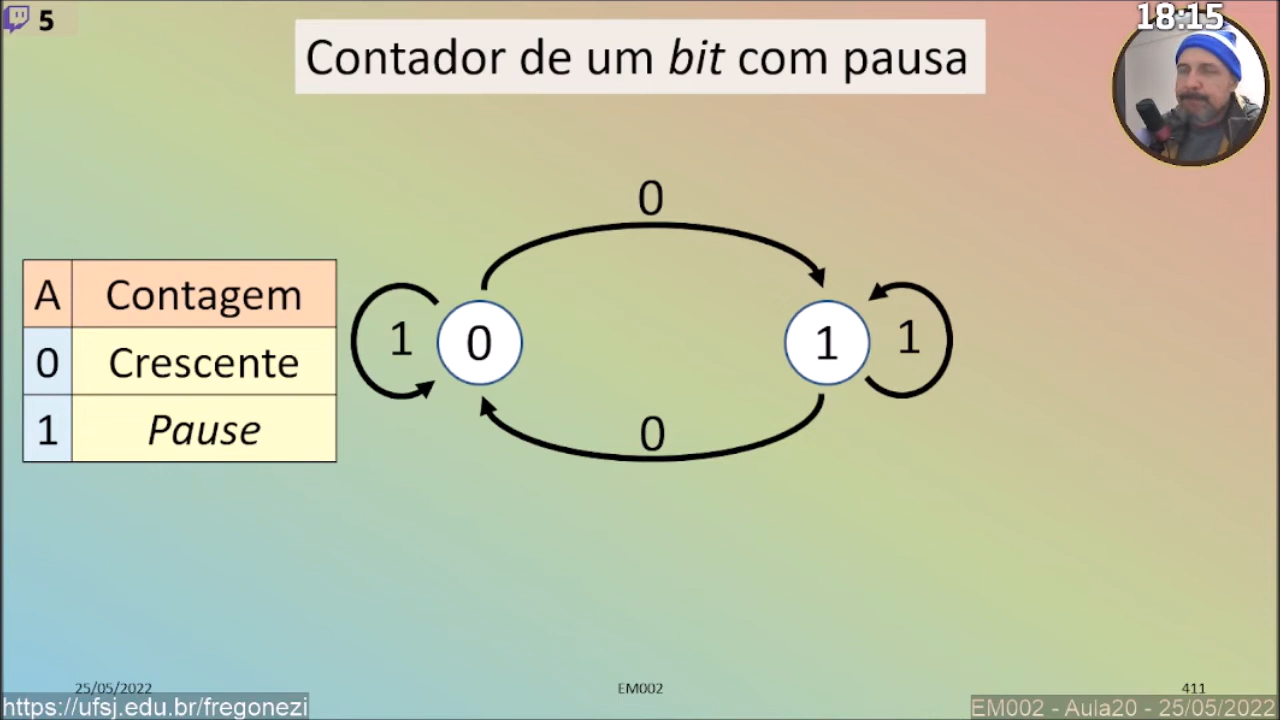 5
18:15
Contador de um bit com pausa
0
A Contagem
0 Crescente
1 Pause
1 0 1 1
0
25/05/2022 EM002 411
https://ufsj.edu.br/fregonezi EM002 - Aula20 - 25/05/2022